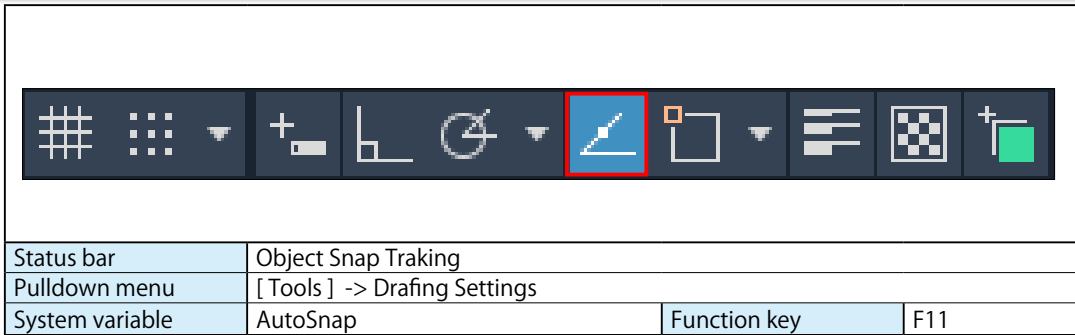 Status bar Object Snap Traking
Pulldown menu [ Tools ] -> Drafing Settings
System variable AutoSnap Function key F11